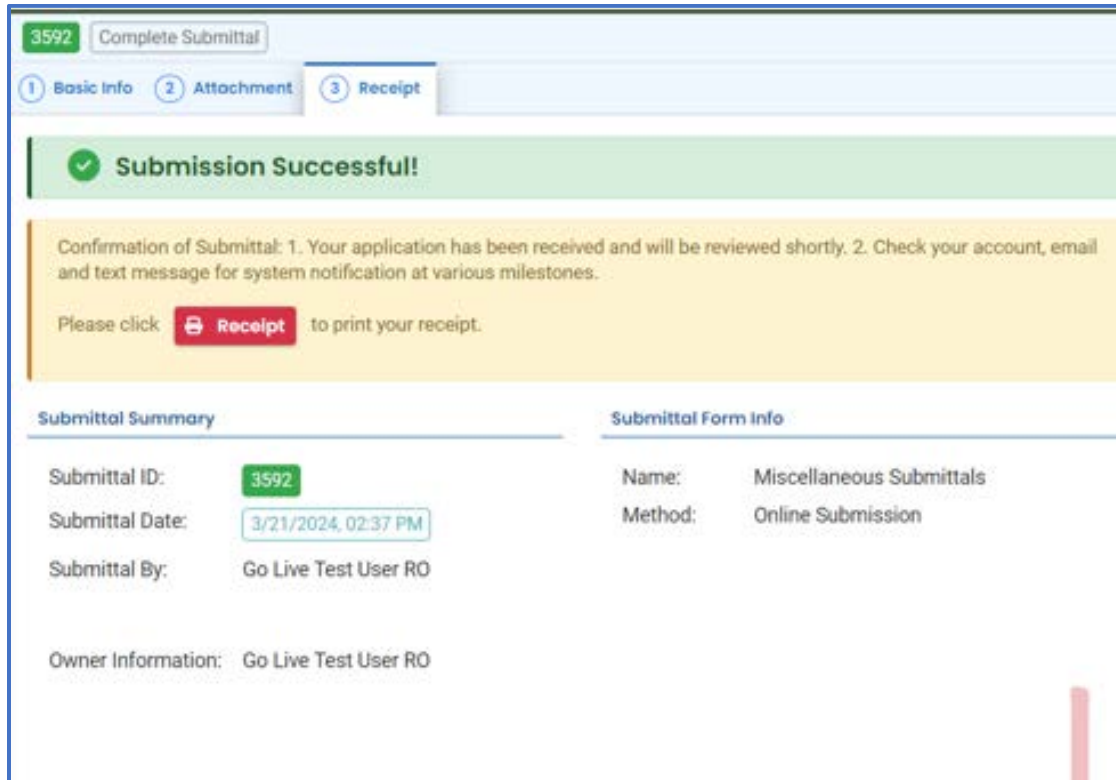 3592 Complete Submittal
1 Basic Info 2 Attachment 3 Receipt
Submission Successful!
Confirmation of Submittal: 1. Your application has been received and will be reviewed shortly. 2. Check your account, email
and text message for system notification at various milestones.
Please click Receipt to print your receipt.
Submittal Summary
Submittal Form Info
Submittal ID: 3592
Name: Miscellaneous Submittals
Submittal Date: 3/21/2024, 02:37 PM
Method: Online Submission
Submittal By: Go Live Test User RO
Owner Information: Go Live Test User RO